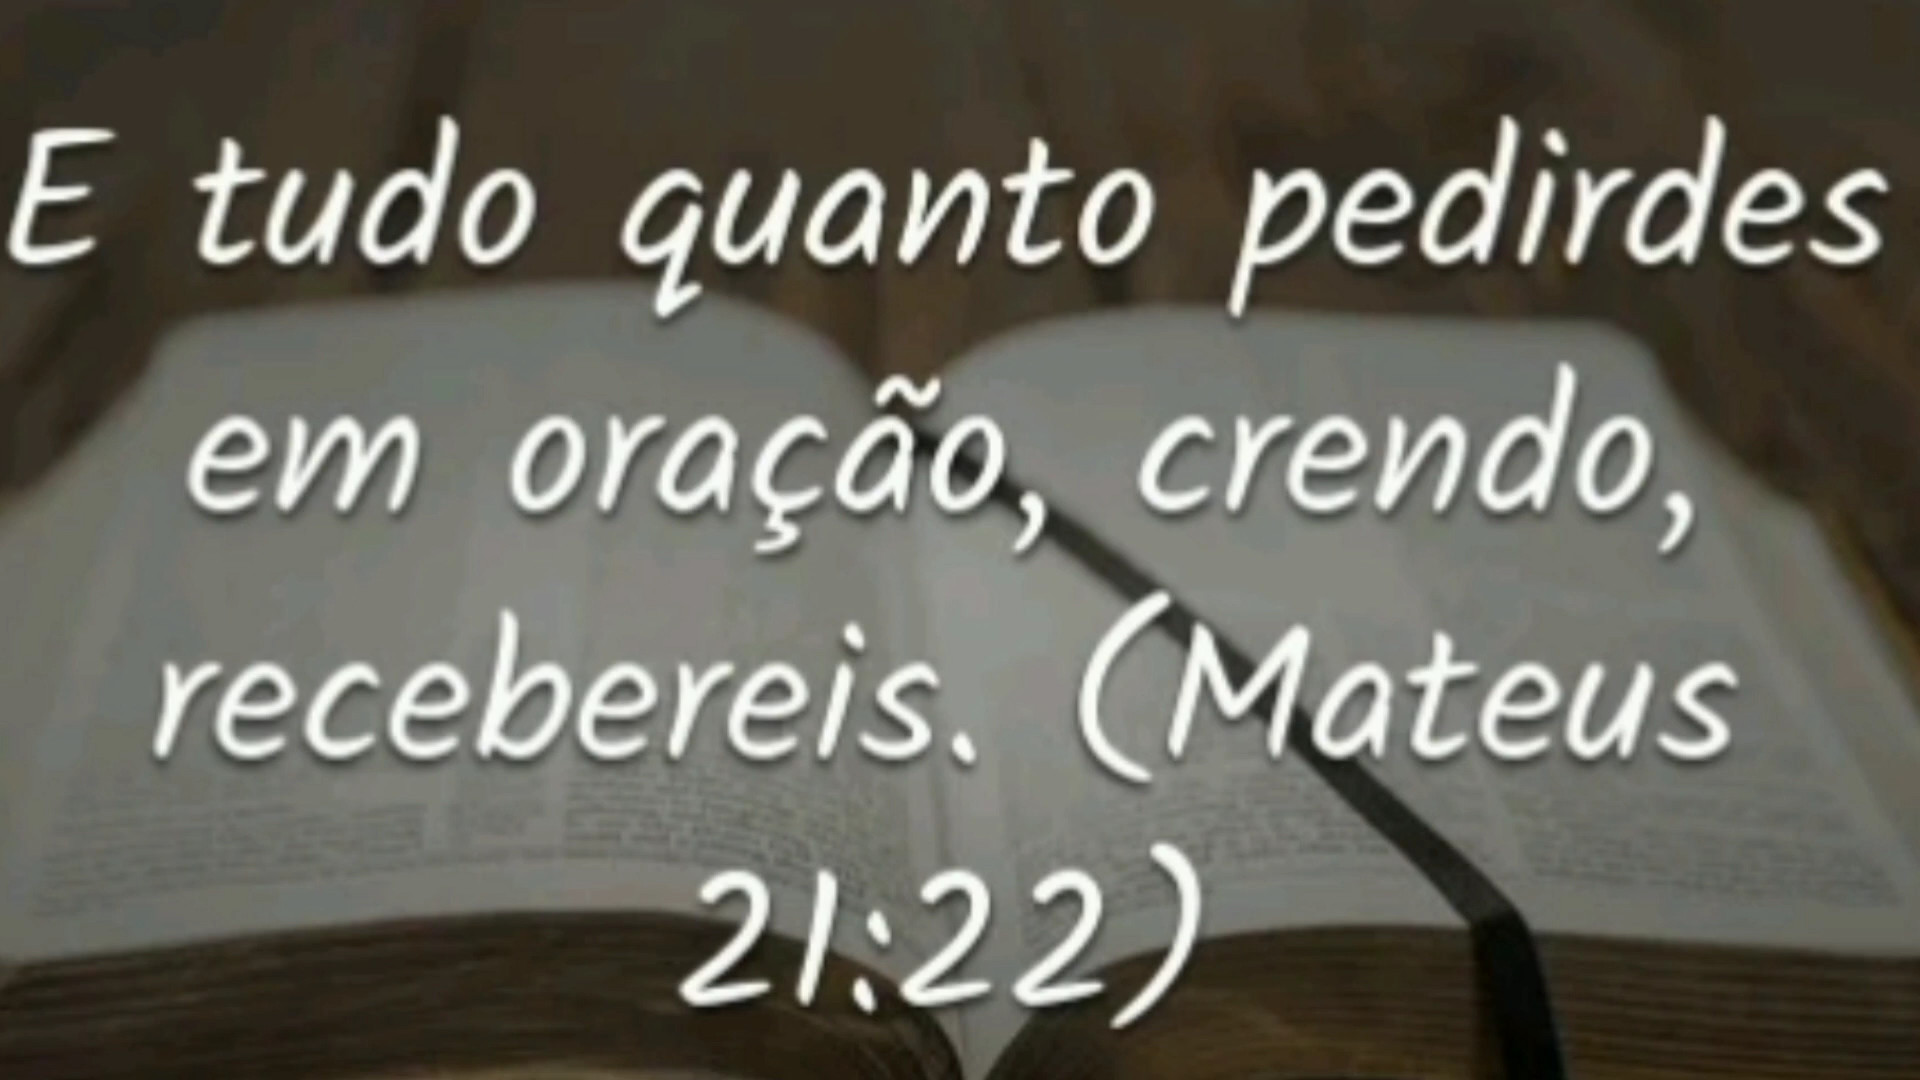 E tudo quanto pedirdes
em oração, crendo,
recebereis. (Mateus
21:22)